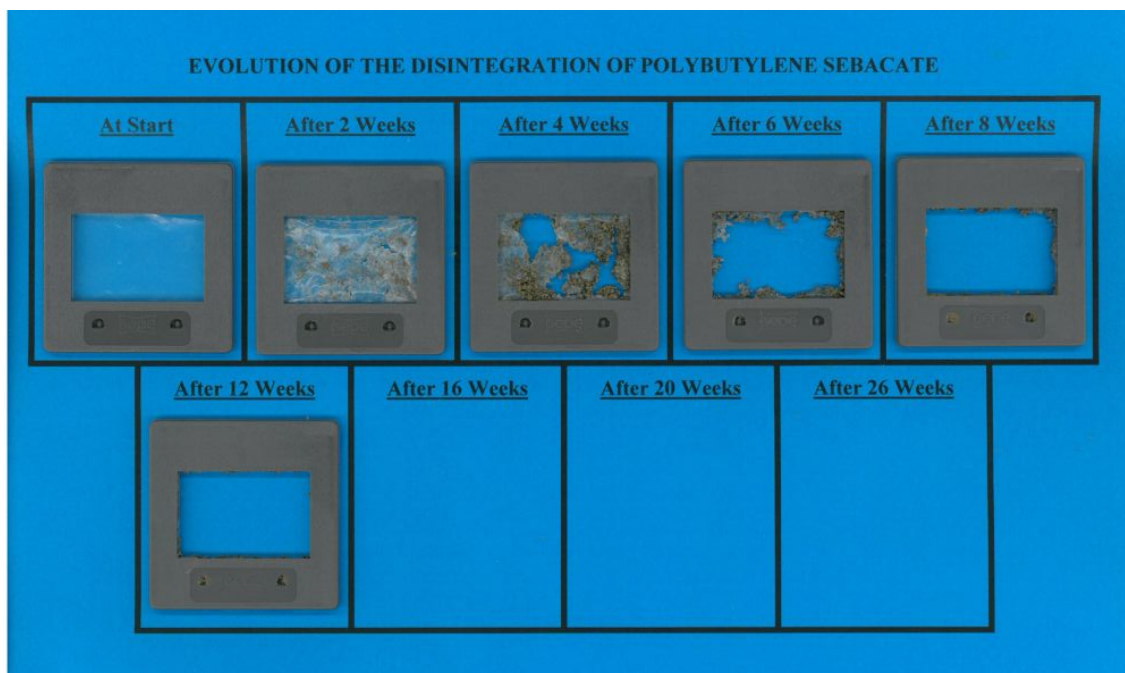 EVOLUTION OF THE DISINTEGRATION OF POLYBUTYLENE SEBACATE
At Start
After 2 Weeks
After 4 Weeks
After 6 Weeks
After 8 Weeks
After 12 Weeks
After 16 Weeks
After 20 Weeks
After 26 Weeks